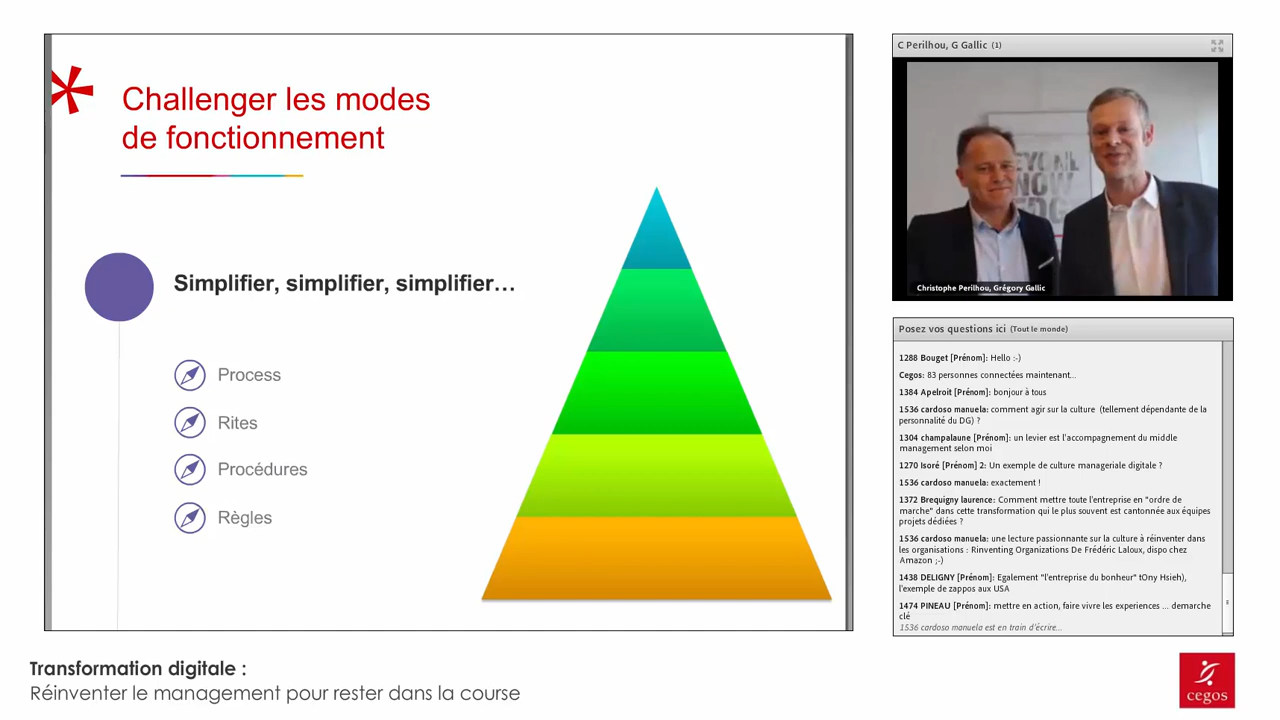 Challenger les modes
de fonctionnement
Simplifier, simplifier, simplifier…
Process
Rites
Procédures
Règles
C Perilhou, G Gallic (1)
Christophe Perilhou, Grégory Gallic
Posez vos questions ici (Tout le monde)
1288 Bouget [Prénom]: Hello :-)
Cegos: 83 personnes connectées maintenant...
1384 Apelroit [Prénom]: bonjour à tous
1536 cardoso manuela: comment agir sur la culture (tellement dépendante de la
personnalité du DG) ?
1304 champalaune [Prénom]: un levier est l'accompagnement du middle
management selon moi
1270 Isoré [Prénom] 2: Un exemple de culture manageriale digitale ?
1536 cardoso manuela: exactement !
1372 Brequigny laurence: Comment mettre toute l'entreprise en "ordre de
marche" dans cette transformation qui le plus souvent est cantonnée aux équipes
projets dédiées ?
1536 cardoso manuela: une lecture passionnante sur la culture à réinventer dans
les organisations : Rinventing Organizations De Frédéric Laloux, dispo chez
Amazon ;-)
1438 DELIGNY [Prénom]: Egalement "l'entreprise du bonheur" tOny Hsieh),
l'exemple de zappos aux USA
1474 PINEAU [Prénom]: mettre en action, faire vivre les experiences ... demarche
clé
1536 cardoso manuela est en train d'écrire...
Transformation digitale :
Réinventer le management pour rester dans la course
cegos